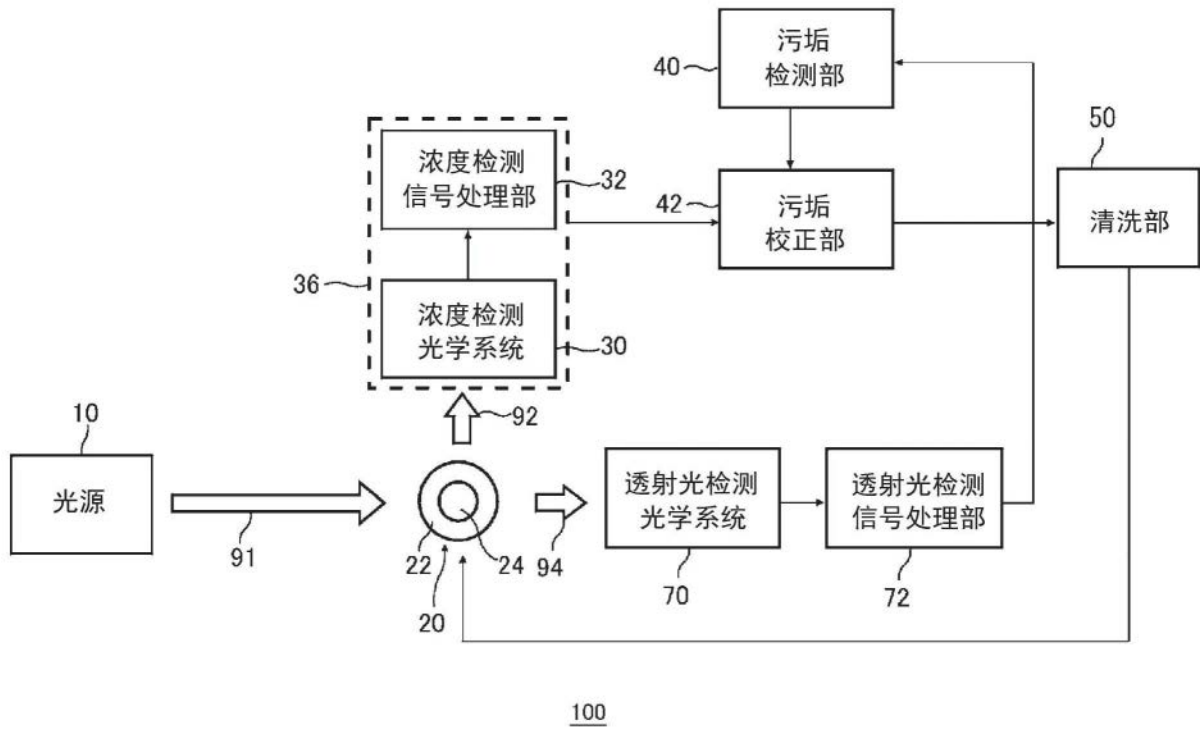 污垢
检测部
40
50
浓度检测
信号处理部
32
42
污垢
校正部
清洗部
36
浓度检测
光学系统
30
10
92
光源
透射光检测
光学系统
透射光检测
信号处理部
91
22
24
94
20
70
72
100